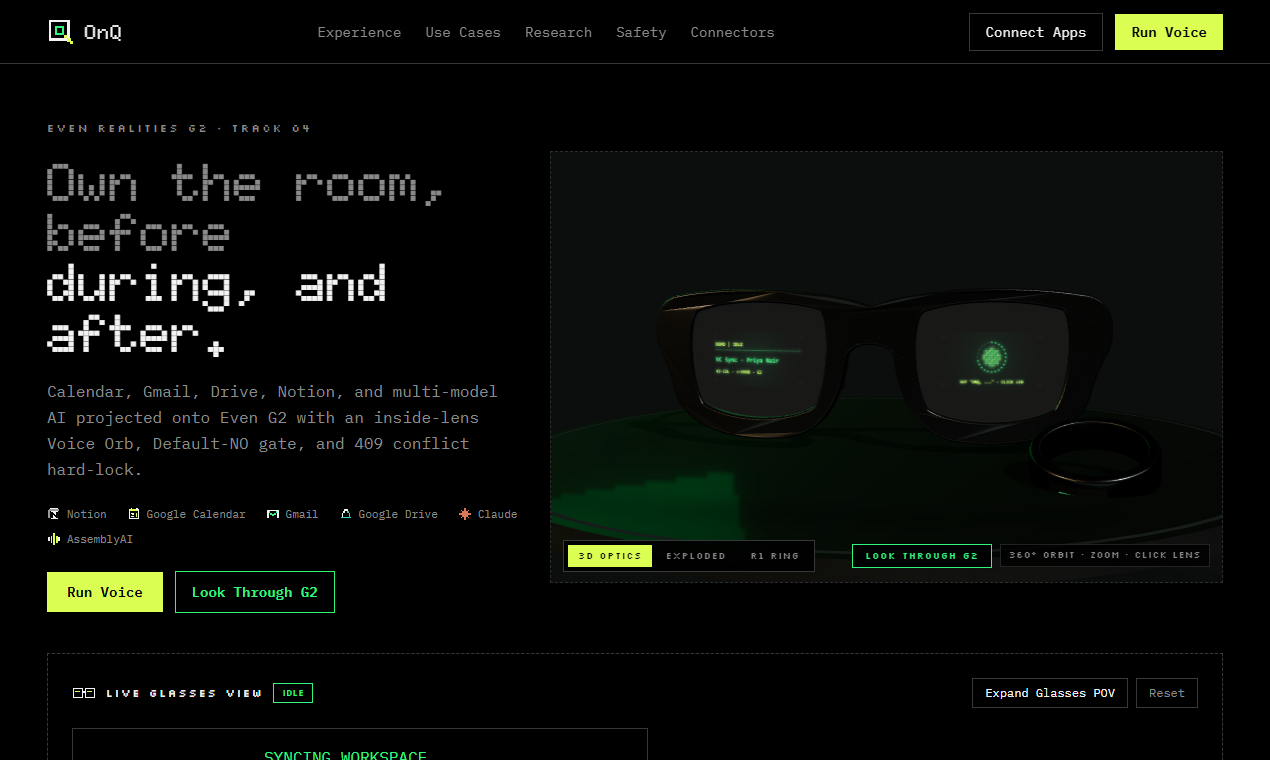 OnQ
Experience
Use Cases
Research
Safety
Connectors
Connect Apps
Run Voice
EVEN REALITIES G2 · TRACK 04
Own the room,
before
during, and
after.
Calendar, Gmail, Drive, Notion, and multi-model
AI projected onto Even G2 with an inside-lens
Voice Orb, Default-NO gate, and 409 conflict
hard-lock.
Notion
Google Calendar
Gmail
Google Drive
Claude
AssemblyAI
Run Voice
Look Through G2
VC Sync - Priya Nair
3D OPTICS
EXPLODED
R1 RING
LOOK THROUGH G2
360° ORBIT · ZOOM · CLICK LENS
LIVE GLASSES VIEW
IDLE
Expand Glasses POV
Reset
SYNCING WORKSPACE